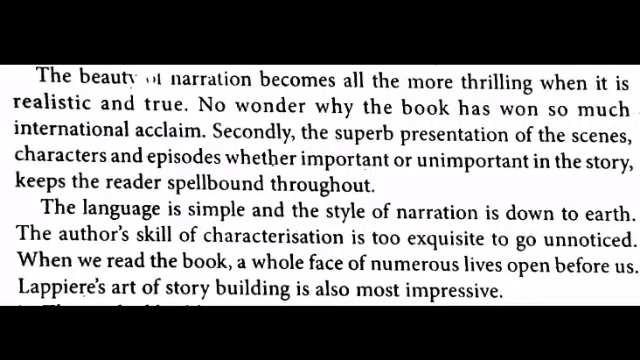 The beauty of narration becomes all the more thrilling when it is
realistic and true. No wonder why the book has won so much
international acclaim. Secondly, the superb presentation of the scenes,
characters and episodes whether important or unimportant in the story,
keeps the reader spellbound throughout.
The language is simple and the style of narration is down to earth.
The author's skill of characterisation is too exquisite to go unnoticed.
When we read the book, a whole face of numerous lives open before us.
Lappiere's art of story building is also most impressive.